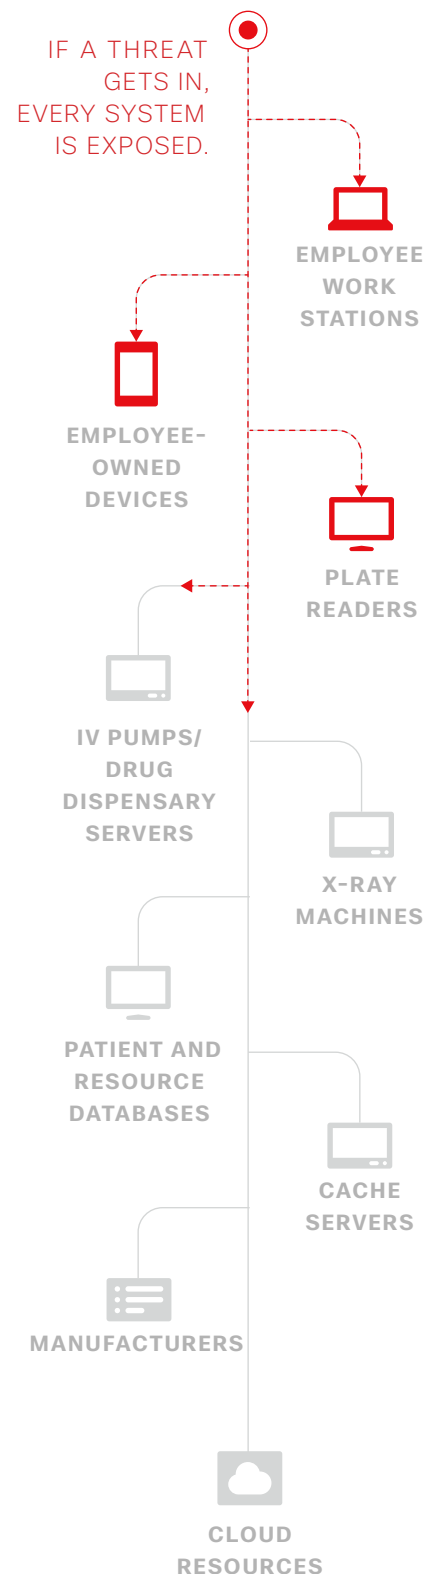 IF A THREAT
GETS IN,
EVERY SYSTEM
IS EXPOSED.
EMPLOYEE
WORK
STATIONS
EMPLOYEE-
OWNED
DEVICES
PLATE
READERS
IV PUMPS/
DRUG
DISPENSARY
SERVERS
X-RAY
MACHINES
PATIENT AND
RESOURCE
DATABASES
CACHE
SERVERS
MANUFACTURERS
CLOUD
RESOURCES